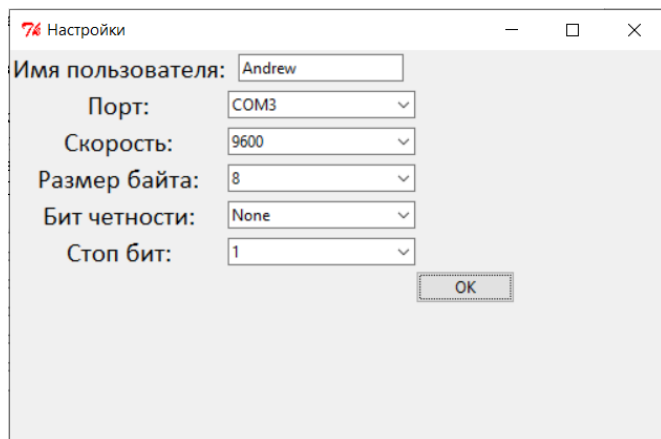 Настройки
Имя пользователя: Andrew
Порт: COM3
Скорость: 9600
Размер байта: 8
Бит четности: None
Стоп бит: 1
OK